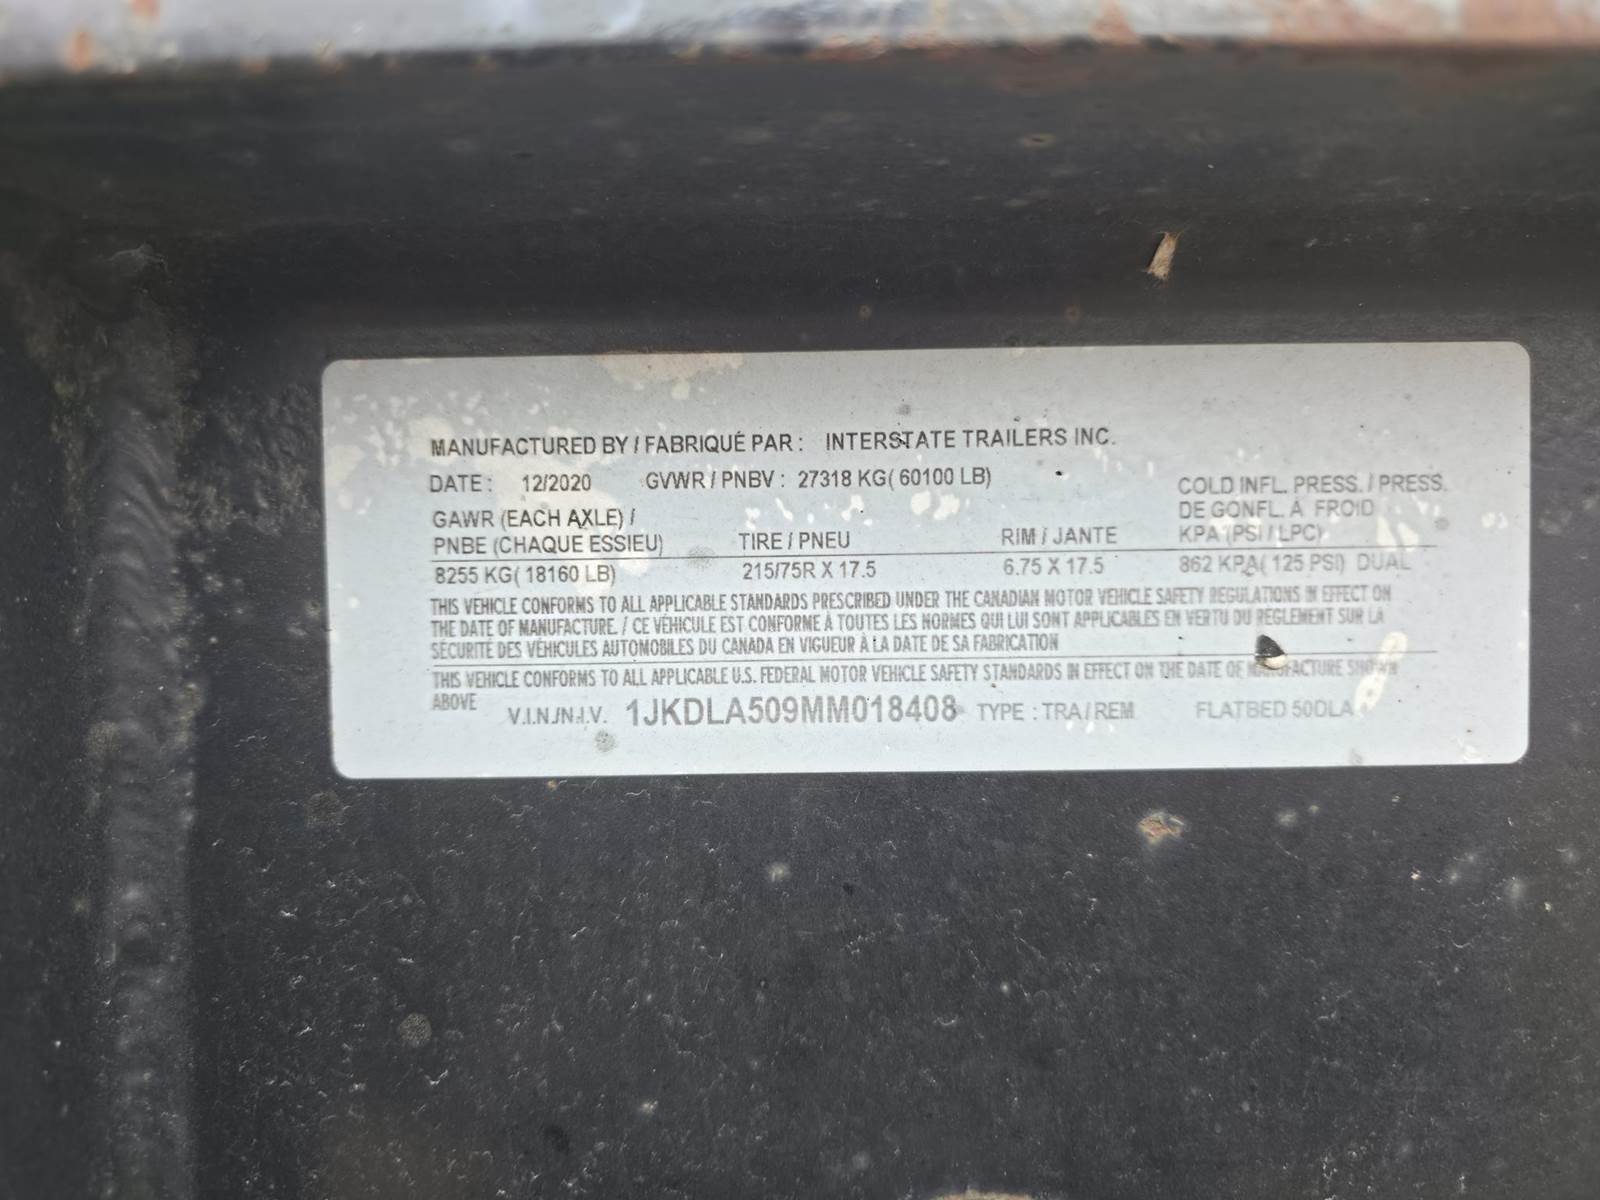 MANUFACTURED BY / FABRIQUÉ PAR : INTERSTATE TRAILERS INC.
DATE : 12/2020 GVWR / PNBV : 27318 KG( 60100 LB)
COLD INFL. PRESS. / PRESS.
DE GONFL. A FROID
KPA (PSI / LPC)
GAWR (EACH AXLE) /
PNBE (CHAQUE ESSIEU) TIRE / PNEU RIM / JANTE
8255 KG( 18160 LB) 215/75R X 17.5 6.75 X 17.5 862 KPA( 125 PSI) DUAL
THIS VEHICLE CONFORMS TO ALL APPLICABLE STANDARDS PRESCRIBED UNDER THE CANADIAN MOTOR VEHICLE SAFETY REGULATIONS IN EFFECT ON
THE DATE OF MANUFACTURE. / CE VÉHICULE EST CONFORME À TOUTES LES NORMES QUI LUI SONT APPLICABLES EN VERTU DU REGLEMENT SUR LA
SÉCURITÉ DES VÉHICULES AUTOMOBILES DU CANADA EN VIGUEUR À LA DATE DE SA FABRICATION
THIS VEHICLE CONFORMS TO ALL APPLICABLE U.S. FEDERAL MOTOR VEHICLE SAFETY STANDARDS IN EFFECT ON THE DATE OF MANUFACTURE SHOWN
ABOVE
V.I.N./N.I.V. 1JKDLA509MM018408 TYPE : TRA/REM FLATBED 50DLA